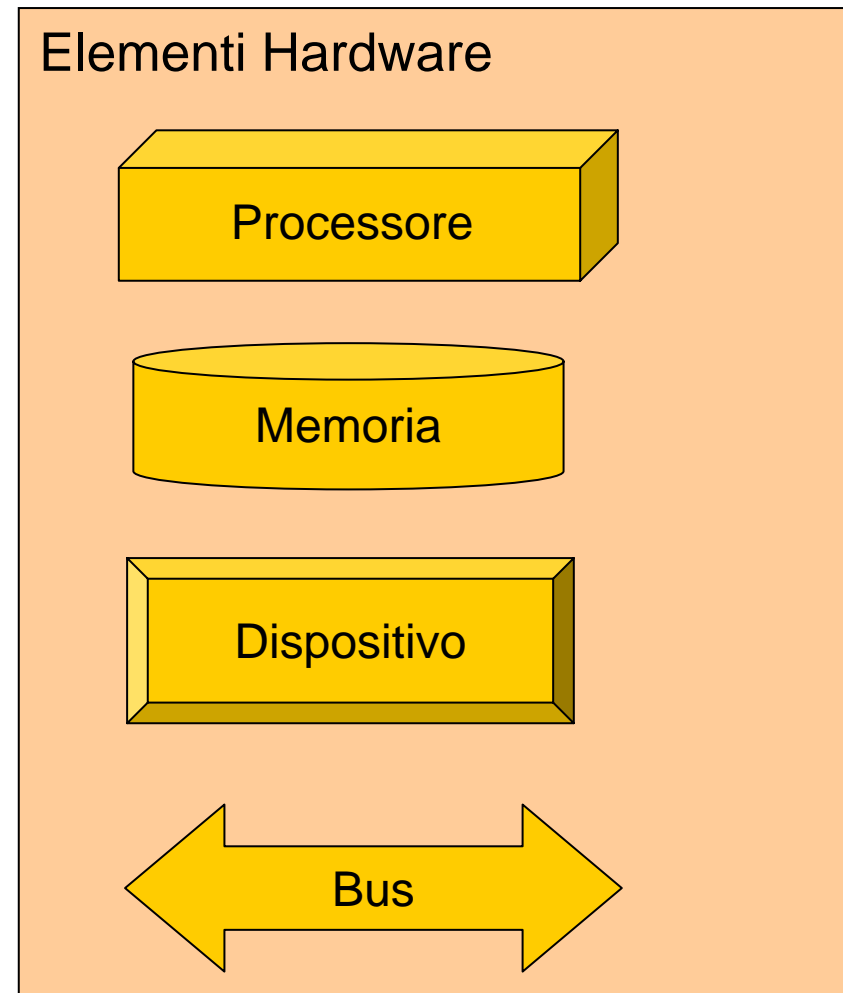 Elementi Hardware
Processore
Memoria
Dispositivo
Bus